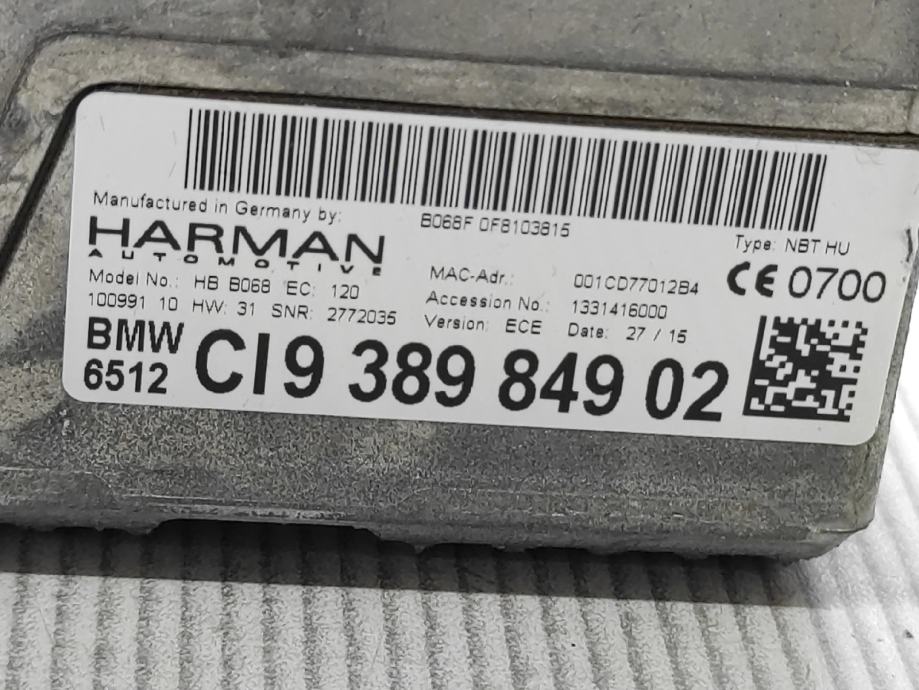 B068F 0F8103815
Manufactured in Germany by:
HARMAN
AUTOMOTIVE
Type: NBT HU
CE 0700
Model No.: HB B068 EC: 120
100991 10 HW: 31 SNR: 2772035
MAC-Adr.: 001CD77012B4
Accession No.: 1331416000
Version: ECE Date: 27 / 15
BMW
6512
CI9 389 849 02